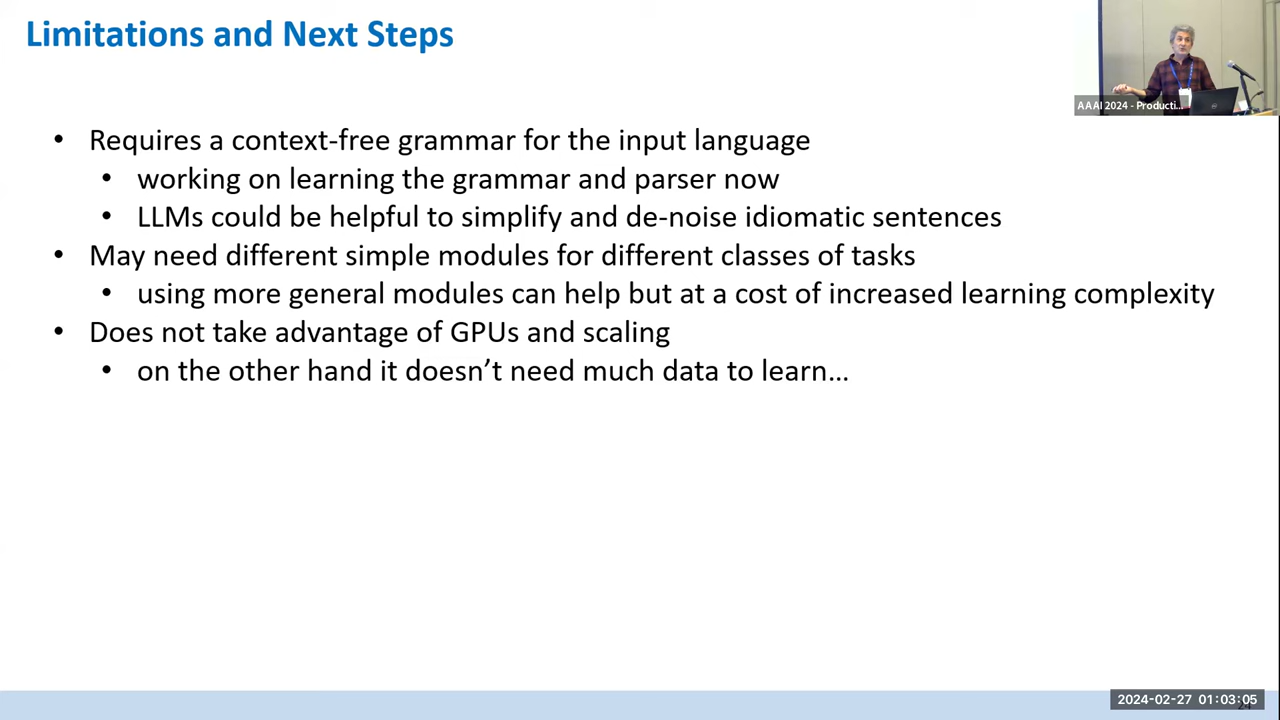 Limitations and Next Steps
AAAI 2024 - Producti...
• Requires a context-free grammar for the input language
• working on learning the grammar and parser now
• LLMs could be helpful to simplify and de-noise idiomatic sentences
• May need different simple modules for different classes of tasks
• using more general modules can help but at a cost of increased learning complexity
• Does not take advantage of GPUs and scaling
• on the other hand it doesn’t need much data to learn…
2024-02-27 01:03:05